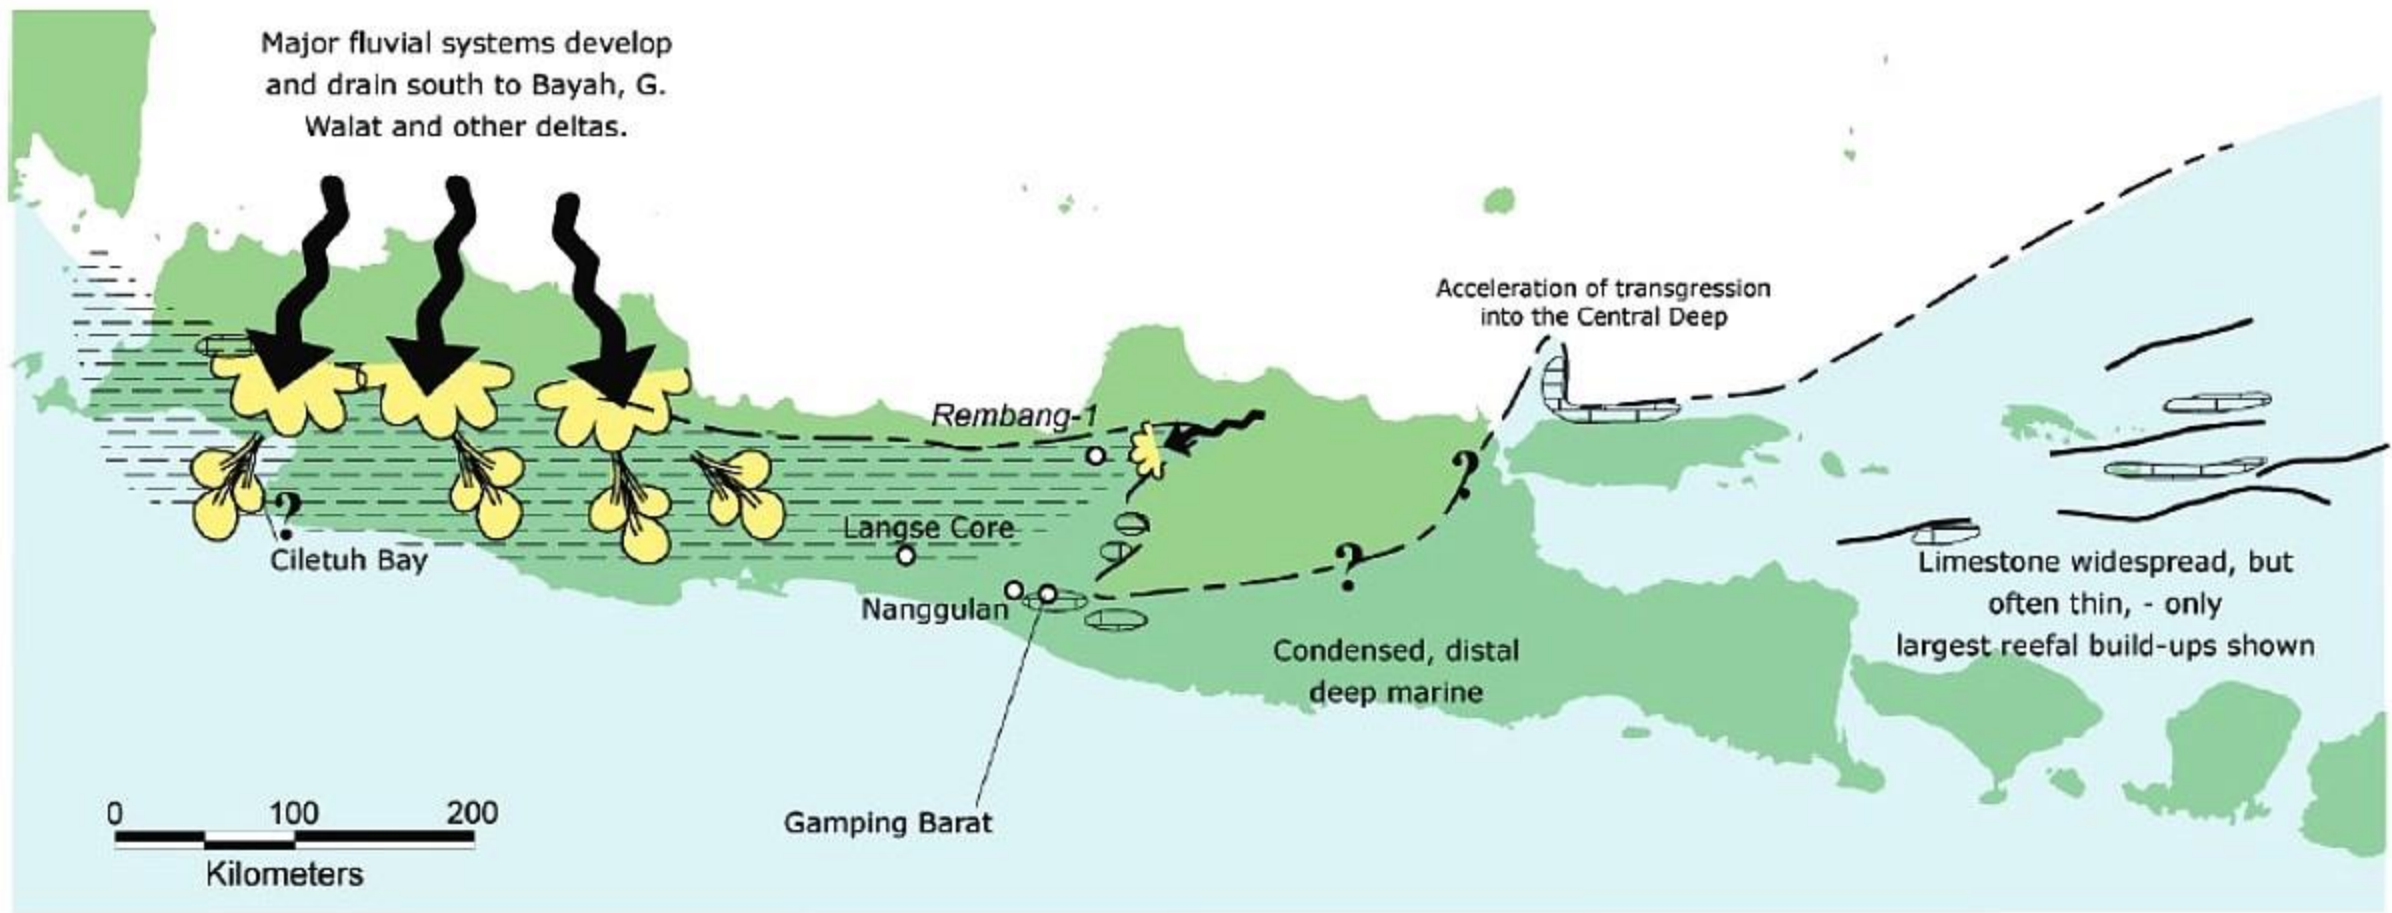 Major fluvial systems develop
and drain south to Bayah, G.
Walat and other deltas.
Acceleration of transgression
into the Central Deep
Rembang-1
?
Langse Core
?
?
Ciletuh Bay
Nanggulan
Limestone widespread, but
often thin, - only
largest reefal build-ups shown
Condensed, distal
deep marine
Gamping Barat
0 100 200
Kilometers